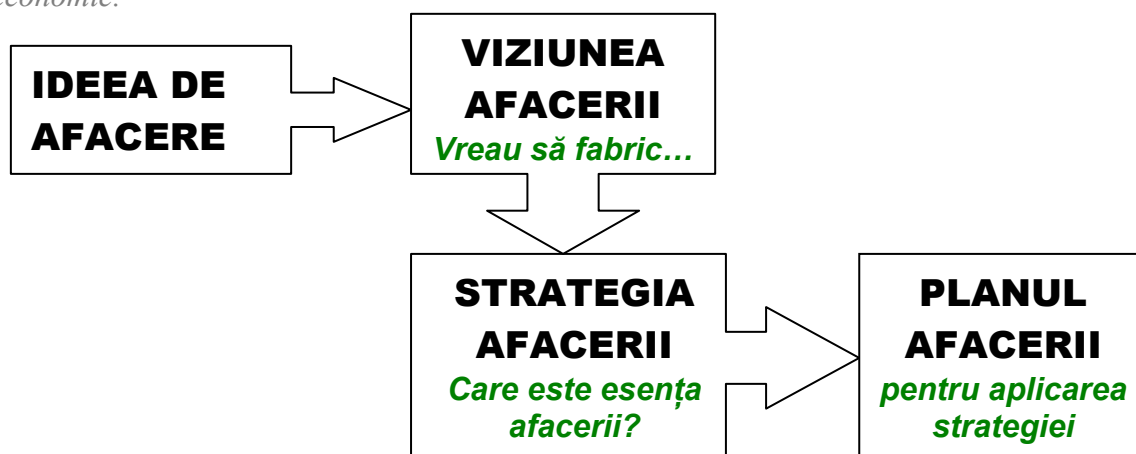 economic.
IDEEA DE
AFACERE
VIZIUNEA
AFACERII
Vreau să fabric…
STRATEGIA
AFACERII
Care este esența
afacerii?
PLANUL
AFACERII
pentru aplicarea
strategiei